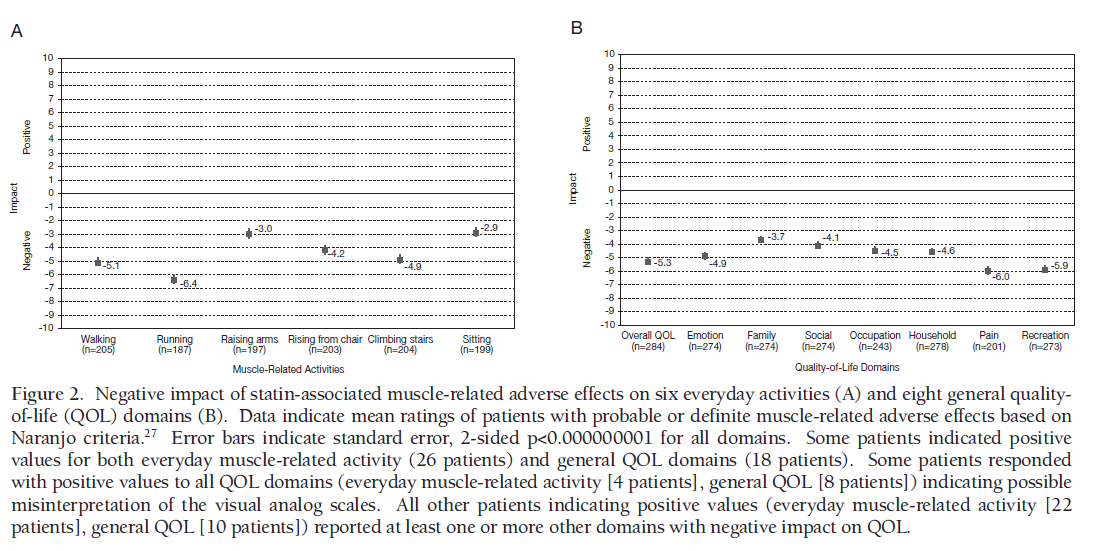 A
10
9
8
7
6
5
4
3
2
1
0
-1
-2
-3
-4
-5
-6
-7
-8
-9
-10
Positive
Impact
Negative
-5.1
-6.4
-3.0
-4.2
-4.9
-2.9
Walking Running Raising arms Rising from chair Climbing stairs Sitting
(n=205) (n=187) (n=197) (n=203) (n=204) (n=199)
Muscle-Related Activities
B
10
9
8
7
6
5
4
3
2
1
0
-1
-2
-3
-4
-5
-6
-7
-8
-9
-10
Positive
Impact
Negative
-5.3
-4.9
-3.7
-4.1
-4.5
-4.6
-6.0
-5.9
Overall QOL Emotion Family Social Occupation Household Pain Recreation
(n=284) (n=274) (n=274) (n=274) (n=243) (n=278) (n=201) (n=273)
Quality-of-Life Domains
Figure 2. Negative impact of statin-associated muscle-related adverse effects on six everyday activities (A) and eight general quality-
of-life (QOL) domains (B). Data indicate mean ratings of patients with probable or definite muscle-related adverse effects based on
Naranjo criteria.27 Error bars indicate standard error, 2-sided p<0.000000001 for all domains. Some patients indicated positive
values for both everyday muscle-related activity (26 patients) and general QOL domains (18 patients). Some patients responded
with positive values to all QOL domains (everyday muscle-related activity [4 patients], general QOL [8 patients]) indicating possible
misinterpretation of the visual analog scales. All other patients indicating positive values (everyday muscle-related activity [22
patients], general QOL [10 patients]) reported at least one or more other domains with negative impact on QOL.